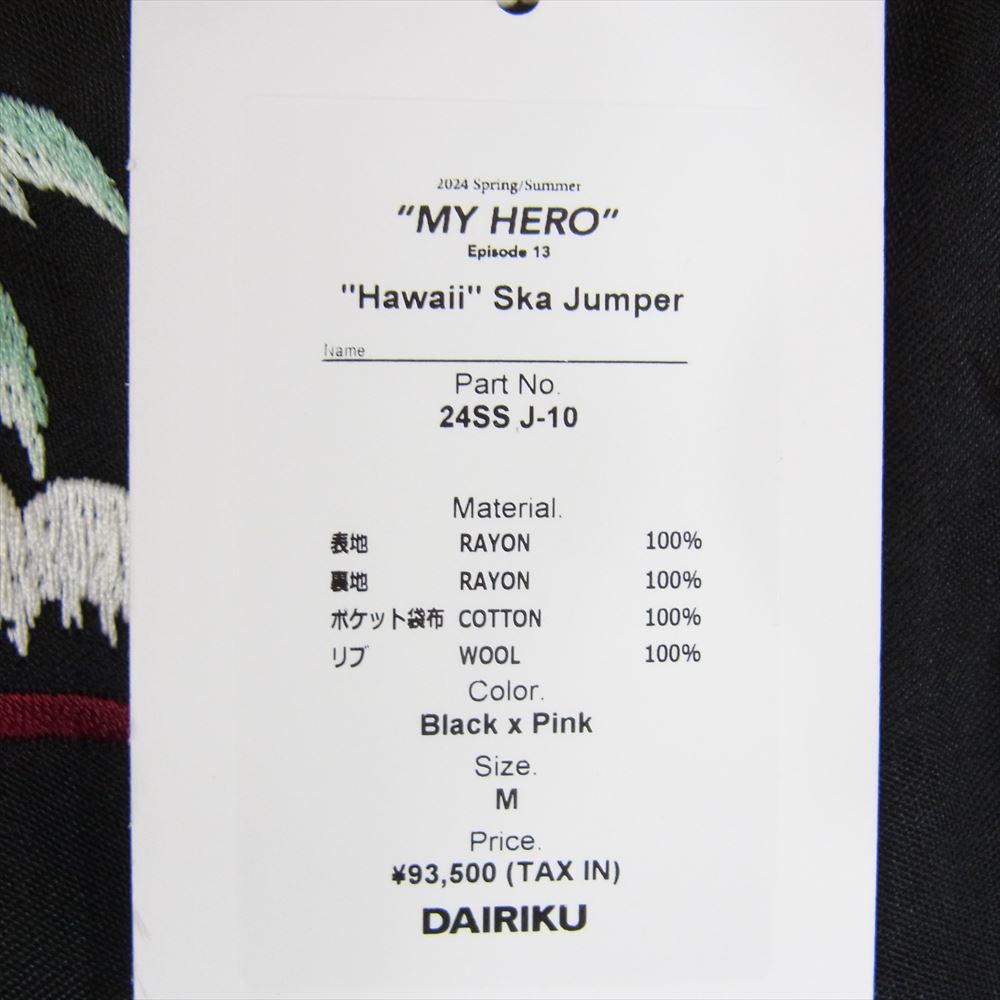 2024 Spring/Summer
“MY HERO”
Episode 13
"Hawaii" Ska Jumper
Name
Part No.
24SS J-10
Material.
表地 RAYON 100%
裏地 RAYON 100%
ポケット袋布 COTTON 100%
リブ WOOL 100%
Color.
Black x Pink
Size.
M
Price.
¥93,500 (TAX IN)
DAIRIKU